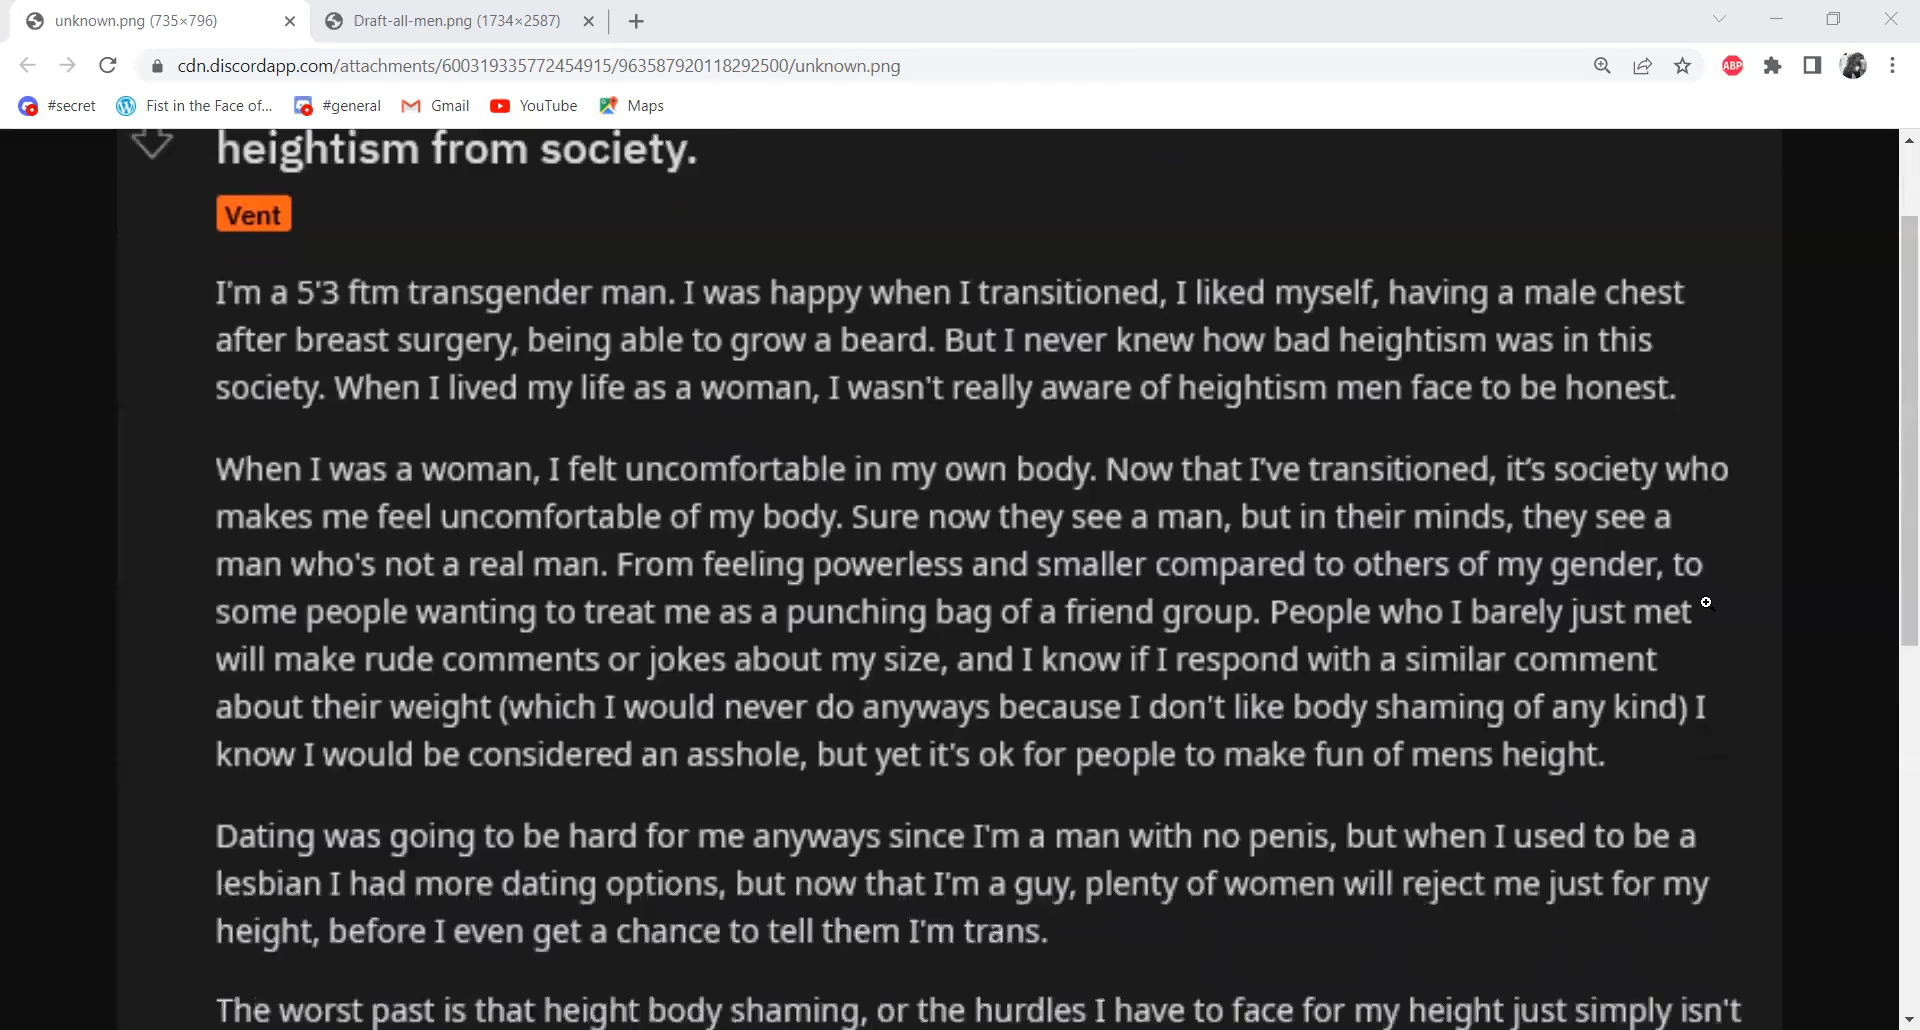 unknown.png (735×796)
Draft-all-men.png (1734×2587)
cdn.discordapp.com/attachments/600319335772454915/963587920118292500/unknown.png
ABP
#secret
Fist in the Face of...
#general
Gmail
YouTube
Maps
heightism from society.
Vent
I'm a 5'3 ftm transgender man. I was happy when I transitioned, I liked myself, having a male chest
after breast surgery, being able to grow a beard. But I never knew how bad heightism was in this
society. When I lived my life as a woman, I wasn't really aware of heightism men face to be honest.
When I was a woman, I felt uncomfortable in my own body. Now that I've transitioned, it's society who
makes me feel uncomfortable of my body. Sure now they see a man, but in their minds, they see a
man who's not a real man. From feeling powerless and smaller compared to others of my gender, to
some people wanting to treat me as a punching bag of a friend group. People who I barely just met
will make rude comments or jokes about my size, and I know if I respond with a similar comment
about their weight (which I would never do anyways because I don't like body shaming of any kind) I
know I would be considered an asshole, but yet it's ok for people to make fun of mens height.
Dating was going to be hard for me anyways since I'm a man with no penis, but when I used to be a
lesbian I had more dating options, but now that I'm a guy, plenty of women will reject me just for my
height, before I even get a chance to tell them I'm trans.
The worst past is that height body shaming, or the hurdles I have to face for my height just simply isn't